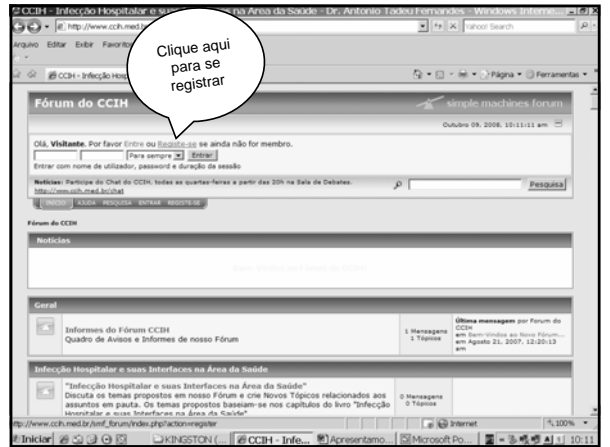 CCIH - Infecção Hospitalar e suas Interfaces na Área da Saúde - Dr. Antonio Tadeu Fernandes - Windows Internet
http://www.ccih.med.b
Yahoo! Search
Arquivo Editar Exibir Favoritos
CCIH - Infecção Hosp
Página Ferramentas
Clique aqui
para se
registrar
Fórum do CCIH
simple machines forum
Outubro 09, 2008, 10:11:11 am
Olá, Visitante. Por favor Entre ou Registe-se se ainda não for membro.
Para sempre Entrar
Entrar com nome de utilizador, password e duração da sessão
Notícias: Participe do Chat do CCIH, todas as quartas-feiras a partir das 20h na Sala de Debates.
http://www.ccih.med.br/chat
Pesquisa
INÍCIO AJUDA PESQUISA ENTRAR REGISTE-SE
Fórum do CCIH
Notícias
Geral
Informes do Fórum CCIH
Quadro de Avisos e Informes de nosso Fórum
1 Mensagens
1 Tópicos
Última mensagem por Forum do
CCIH
em Bem-Vindos ao Novo Fórum...
em Agosto 21, 2007, 12:20:13
am
Infecção Hospitalar e suas Interfaces na Área da Saúde
"Infecção Hospitalar e suas Interfaces na Área da Saúde"
Discuta os temas propostos em nosso Fórum e crie Novos Tópicos relacionados aos
assuntos em pauta. Os temas propostos baseiam-se nos capítulos do livro "Infecção
Hospitalar e suas Interfaces na Área da Saúde"
0 Mensagens
0 Tópicos
http://www.ccih.med.br/smf_forum/index.php?action=register
Internet
100%
Iniciar
KINGSTON (...
CCIH - Infe...
Apresentamo...
Microsoft Po...
10:11